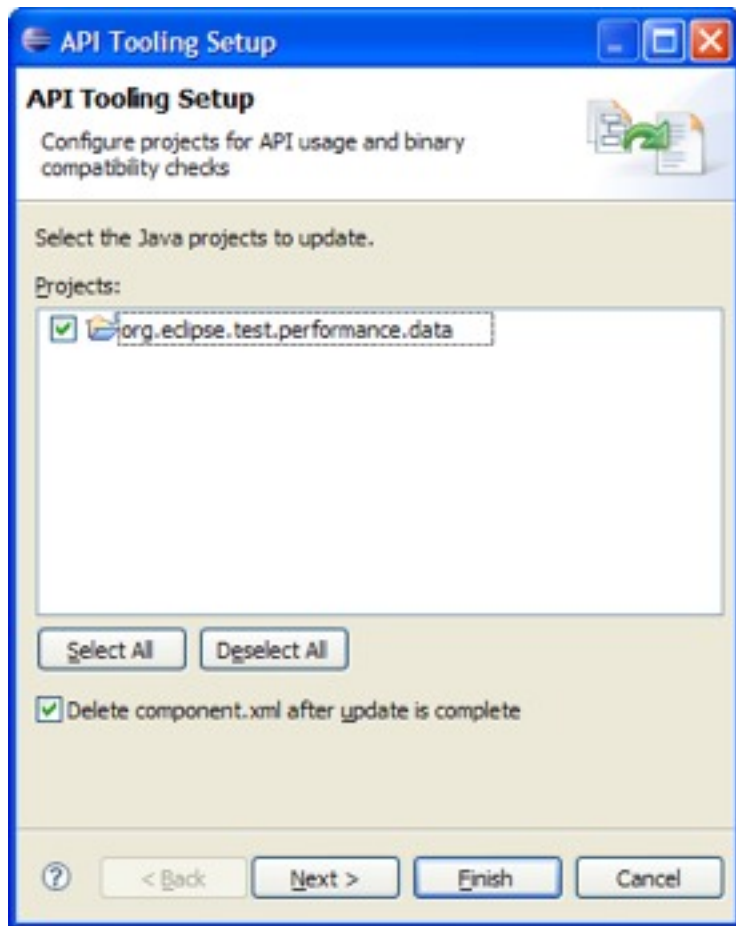 API Tooling Setup
API Tooling Setup
Configure projects for API usage and binary
compatibility checks
Select the Java projects to update.
Projects:
org.eclipse.test.performance.data
Select All
Deselect All
Delete component.xml after update is complete
?
< Back
Next >
Finish
Cancel